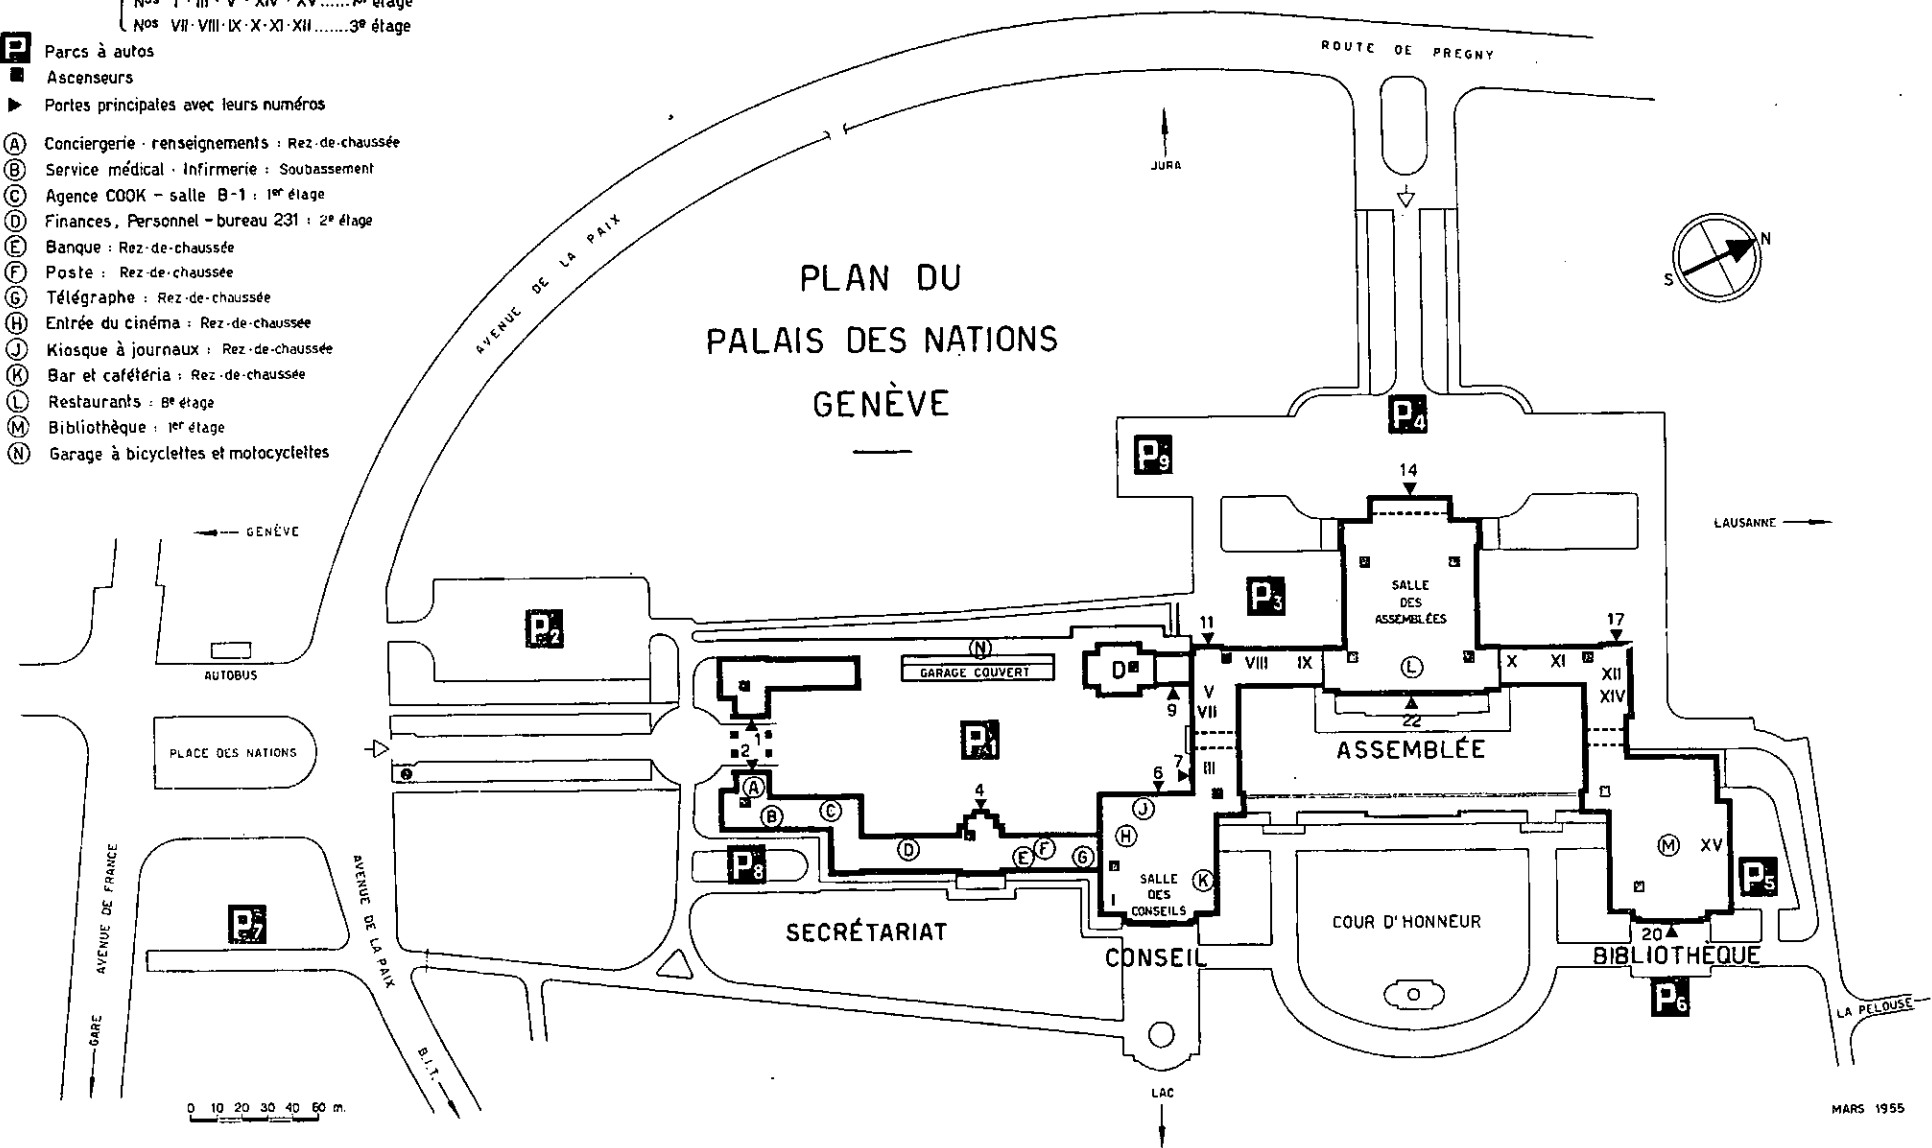 Nos I · III · V · XIV · XV ...... 1er étage
Nos VII · VIII · IX · X · XI · XII ....... 3e étage
P Parcs à autos
Ascenseurs
Portes principales avec leurs numéros
A Conciergerie · renseignements : Rez-de-chaussée
B Service médical · Infirmerie : Soubassement
C Agence COOK – salle B-1 : 1er étage
D Finances, Personnel – bureau 231 : 2e étage
E Banque : Rez-de-chaussée
F Poste : Rez-de-chaussée
G Télégraphe : Rez-de-chaussée
H Entrée du cinéma : Rez-de-chaussée
J Kiosque à journaux : Rez-de-chaussée
K Bar et cafétéria : Rez-de-chaussée
L Restaurants : 8e étage
M Bibliothèque : 1er étage
N Garage à bicyclettes et motocyclettes
PLAN DU
PALAIS DES NATIONS
GENÈVE
ROUTE DE PREGNY
JURA
AVENUE DE LA PAIX
N
S
P4
P9
14
GENÈVE
LAUSANNE
SALLE
DES
ASSEMBLÉES
P3
P2
11
17
AUTOBUS
N
GARAGE COUVERT
D
VIII
IX
L
X
XI
XII
XIV
V
VII
9
22
PLACE DES NATIONS
1
2
P1
ASSEMBLÉE
7
6
III
A
B
C
4
J
H
D
E
F
G
P8
K
SALLE
DES
CONSEILS
I
M
XV
P5
AVENUE DE FRANCE
AVENUE DE LA PAIX
P7
SECRÉTARIAT
CONSEIL
COUR D'HONNEUR
20
BIBLIOTHÈQUE
P6
LA PELOUSE
GARE
B.I.T.
LAC
0 10 20 30 40 50 m.
MARS 1955